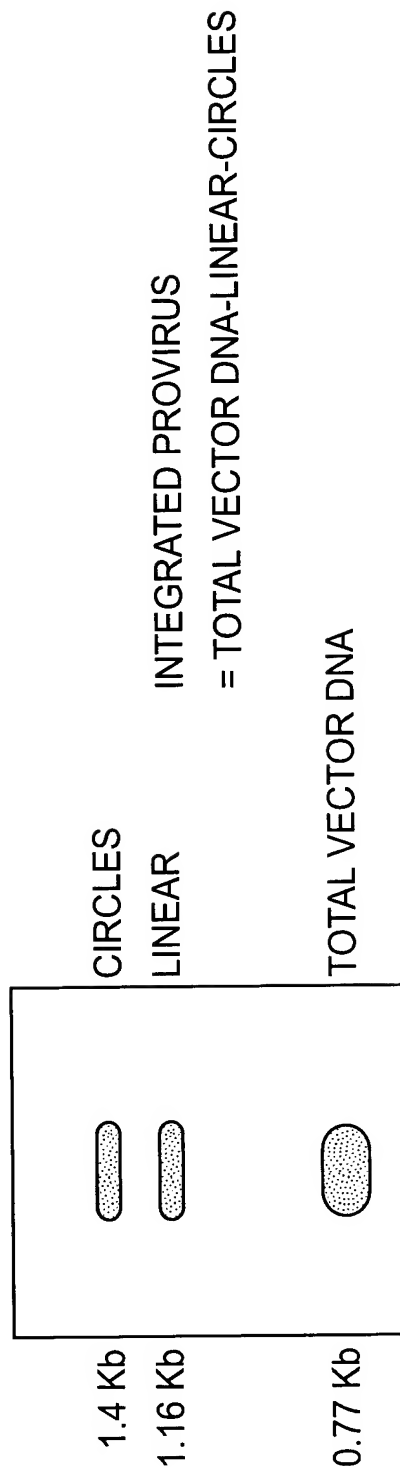 1.4 Kb
CIRCLES
1.16 Kb
LINEAR
INTEGRATED PROVIRUS
= TOTAL VECTOR DNA-LINEAR-CIRCLES
0.77 Kb
TOTAL VECTOR DNA